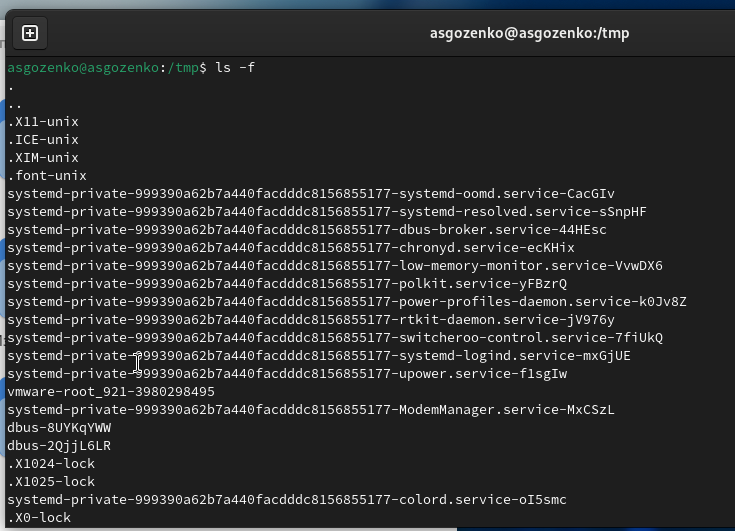 asgozenko@asgozenko:/tmp
asgozenko@asgozenko:/tmp$ ls -f
.
..
.X11-unix
.ICE-unix
.XIM-unix
.font-unix
systemd-private-999390a62b7a440facdddc8156855177-systemd-oomd.service-CacGIv
systemd-private-999390a62b7a440facdddc8156855177-systemd-resolved.service-sSnpHF
systemd-private-999390a62b7a440facdddc8156855177-dbus-broker.service-44HEsc
systemd-private-999390a62b7a440facdddc8156855177-chronyd.service-ecKHix
systemd-private-999390a62b7a440facdddc8156855177-low-memory-monitor.service-VvwDX6
systemd-private-999390a62b7a440facdddc8156855177-polkit.service-yFBzrQ
systemd-private-999390a62b7a440facdddc8156855177-power-profiles-daemon.service-k0Jv8Z
systemd-private-999390a62b7a440facdddc8156855177-rtkit-daemon.service-jV976y
systemd-private-999390a62b7a440facdddc8156855177-switcheroo-control.service-7fiUkQ
systemd-private-999390a62b7a440facdddc8156855177-systemd-logind.service-mxGjUE
systemd-private-999390a62b7a440facdddc8156855177-upower.service-f1sgIw
vmware-root_921-3980298495
systemd-private-999390a62b7a440facdddc8156855177-ModemManager.service-MxCSzL
dbus-8UYKqYWW
dbus-2QjjL6LR
.X1024-lock
.X1025-lock
systemd-private-999390a62b7a440facdddc8156855177-colord.service-oI5smc
.X0-lock